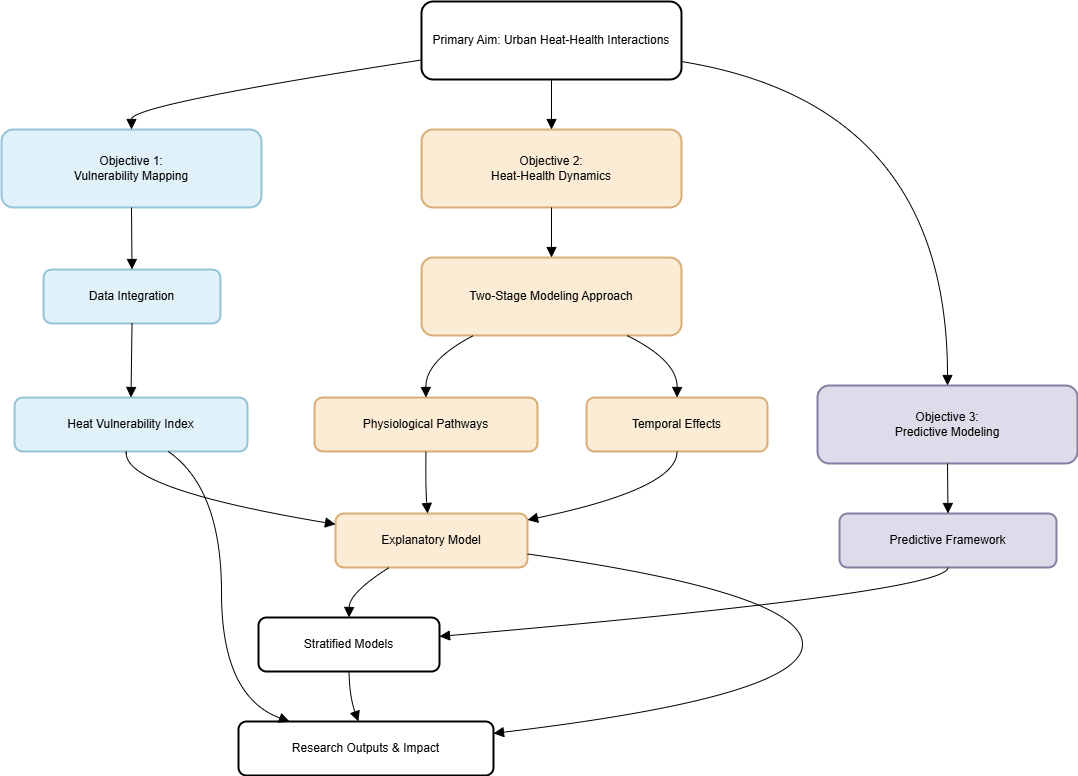 Primary Aim: Urban Heat-Health Interactions
Objective 1:
Vulnerability Mapping
Objective 2:
Heat-Health Dynamics
Data Integration
Two-Stage Modeling Approach
Heat Vulnerability Index
Physiological Pathways
Temporal Effects
Objective 3:
Predictive Modeling
Explanatory Model
Predictive Framework
Stratified Models
Research Outputs & Impact